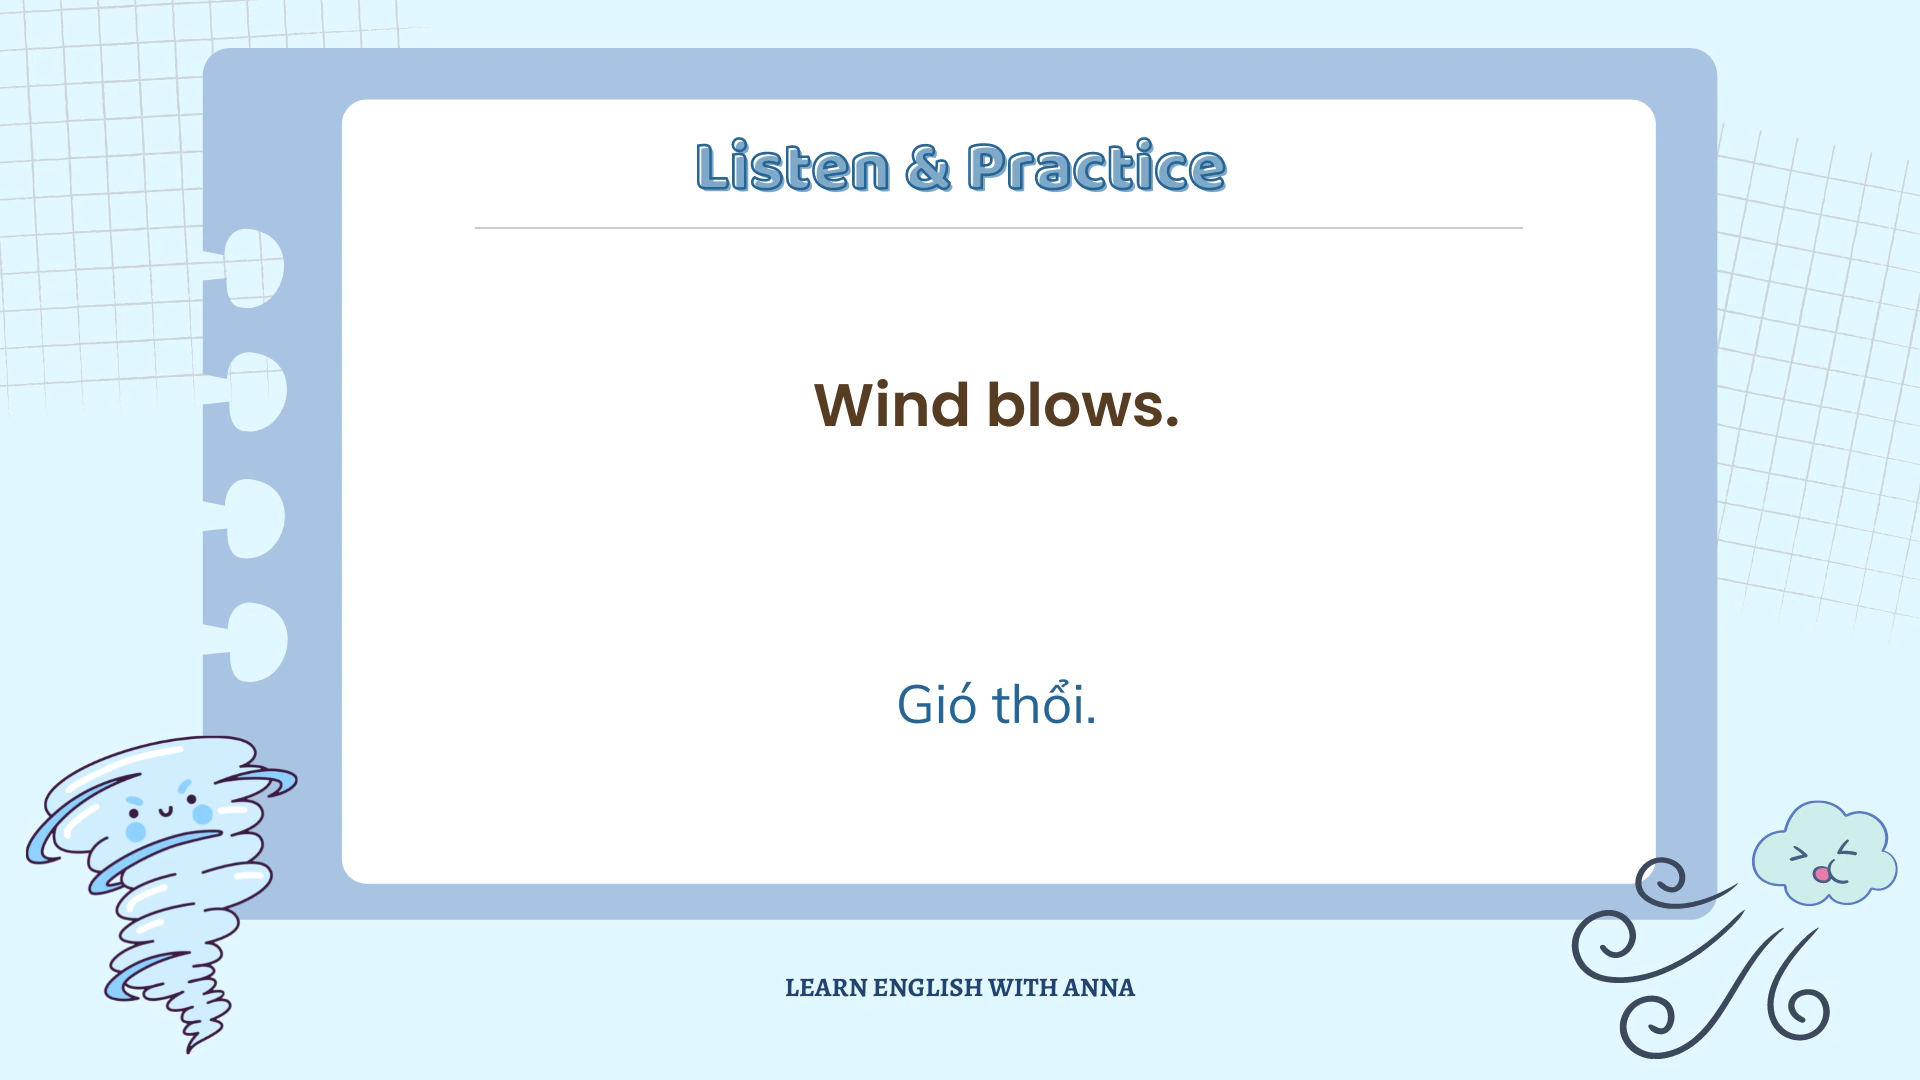 Listen & Practice
Wind blows.
Gió thổi.
LEARN ENGLISH WITH ANNA